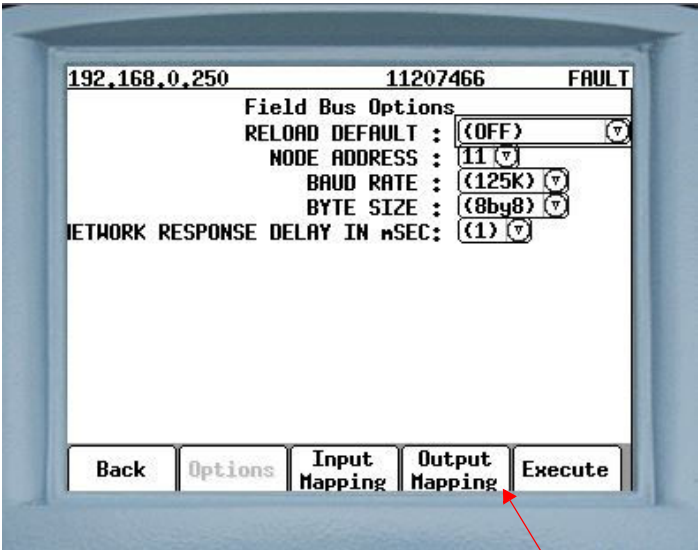 192.168.0.250 11207466 FAULT
Field Bus Options
RELOAD DEFAULT : (OFF)
NODE ADDRESS : 11
BAUD RATE : (125K)
BYTE SIZE : (8by8)
IETWORK RESPONSE DELAY IN mSEC: (1)
Back Options Input Mapping Output Mapping Execute